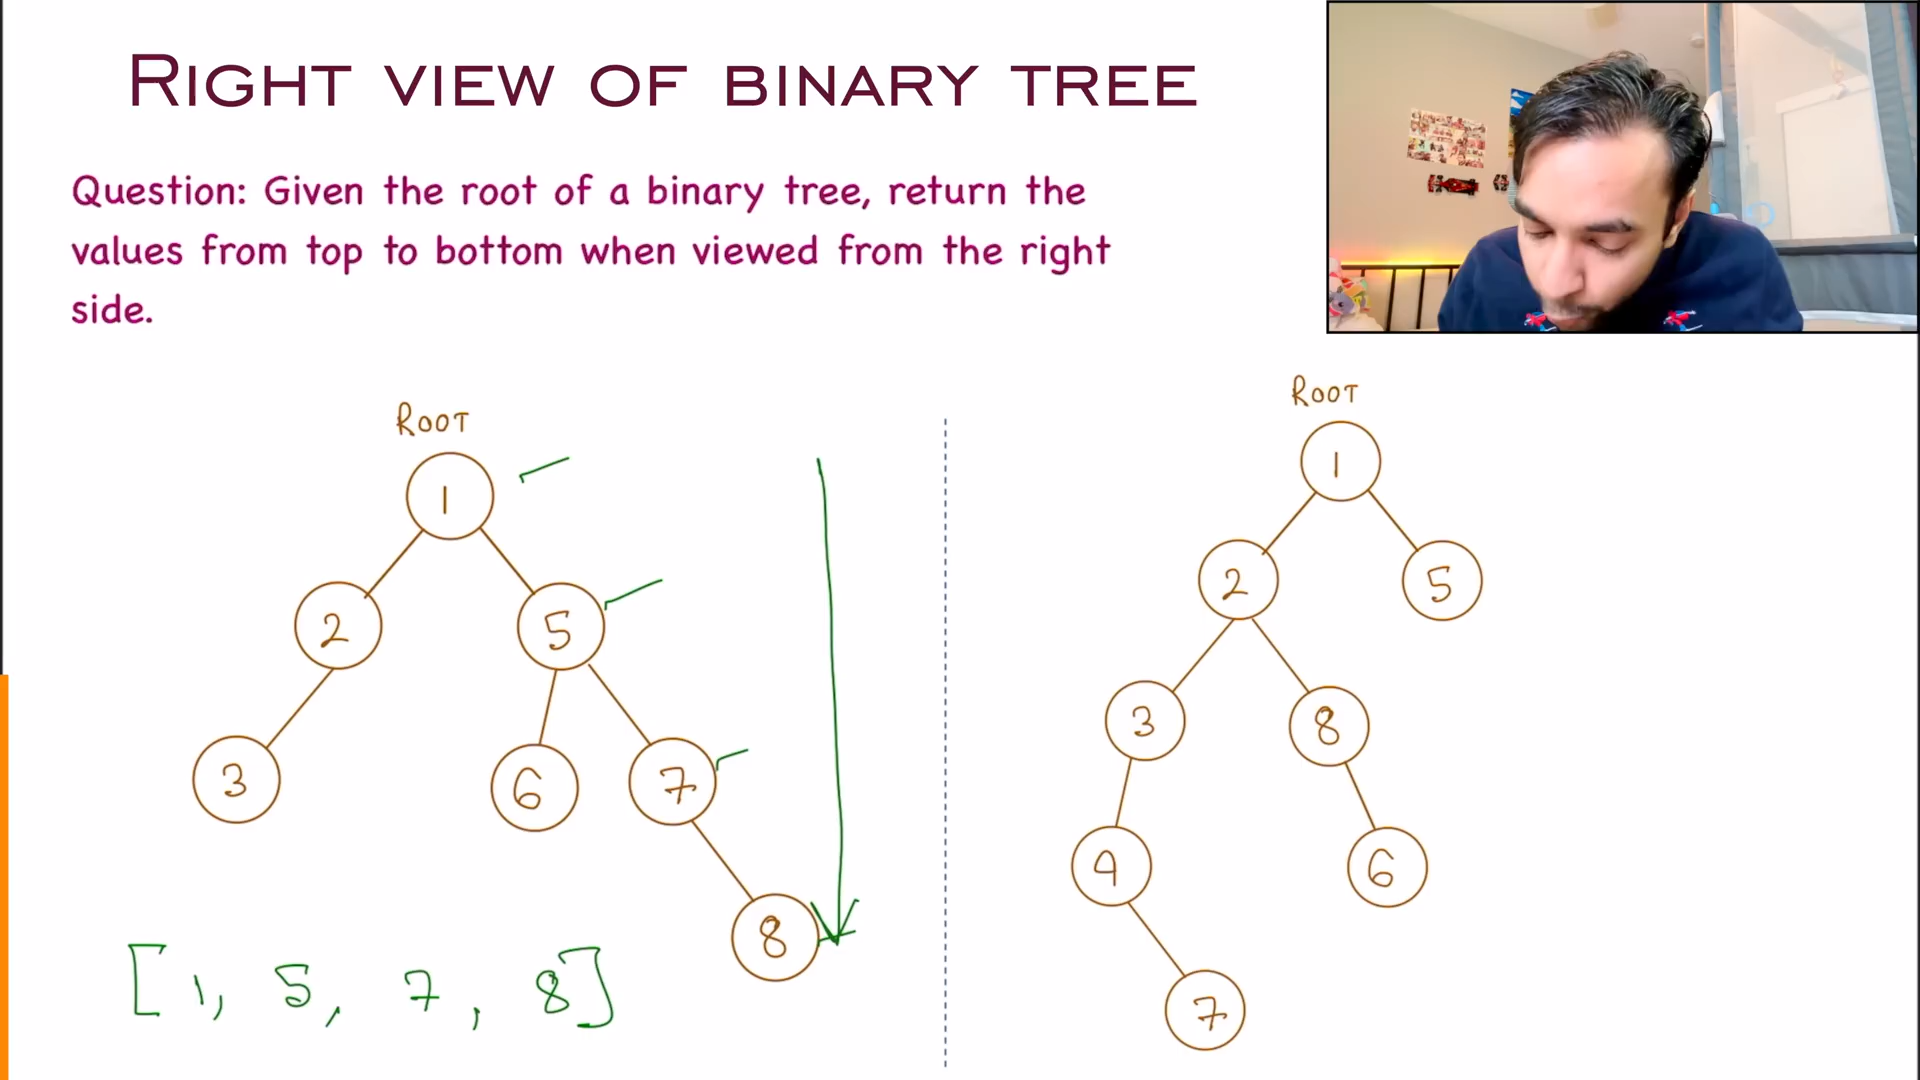 RIGHT VIEW OF BINARY TREE
Question: Given the root of a binary tree, return the
values from top to bottom when viewed from the right
side.
ROOT
1
2 5
3 6 7
8
[1, 5, 7, 8]
ROOT
1
2 5
3 8
4 6
7